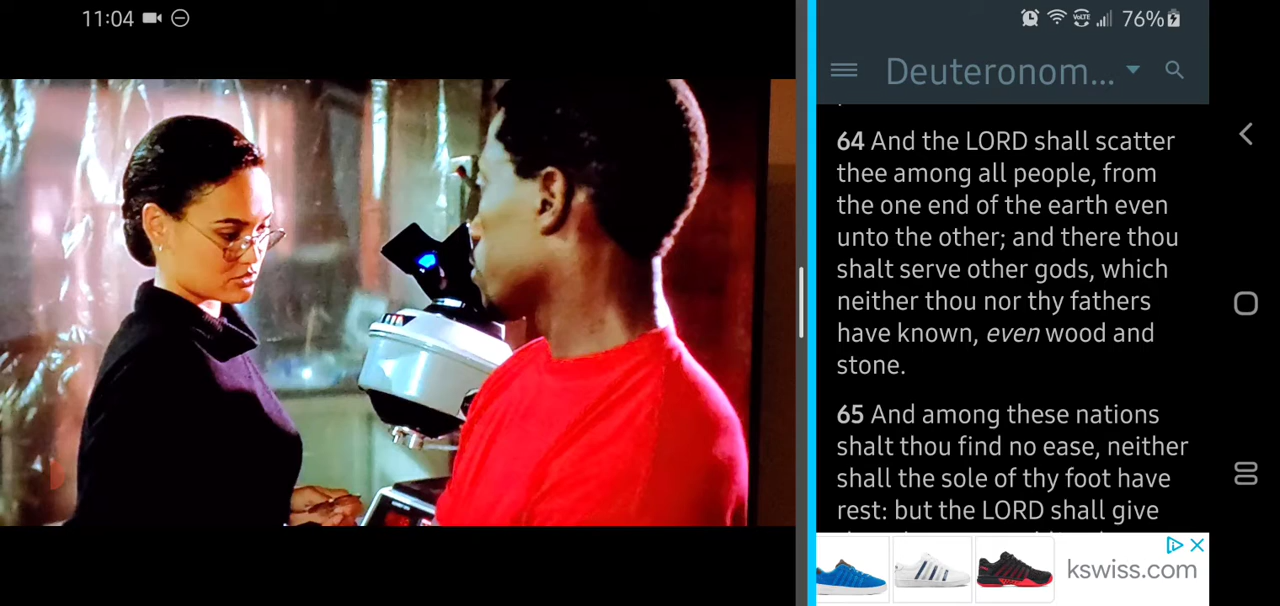 11:04
76%
Deuteronom...
64 And the LORD shall scatter
thee among all people, from
the one end of the earth even
unto the other; and there thou
shalt serve other gods, which
neither thou nor thy fathers
have known, even wood and
stone.
65 And among these nations
shalt thou find no ease, neither
shall the sole of thy foot have
rest: but the LORD shall give
kswiss.com